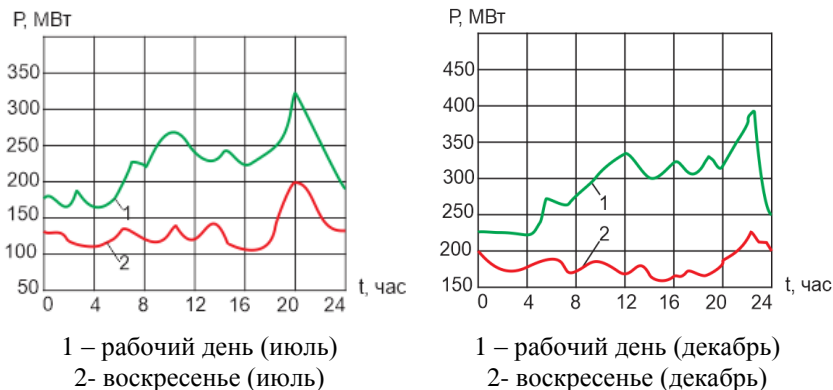 P, МВт
350
300
250
200
150
100
50
0 4 8 12 16 20 24
t, час
1
2
1 – рабочий день (июль)
2- воскресенье (июль)
P, МВт
450
400
350
300
250
200
150
0 4 8 12 16 20 24
t, час
1
2
1 – рабочий день (декабрь)
2- воскресенье (декабрь)